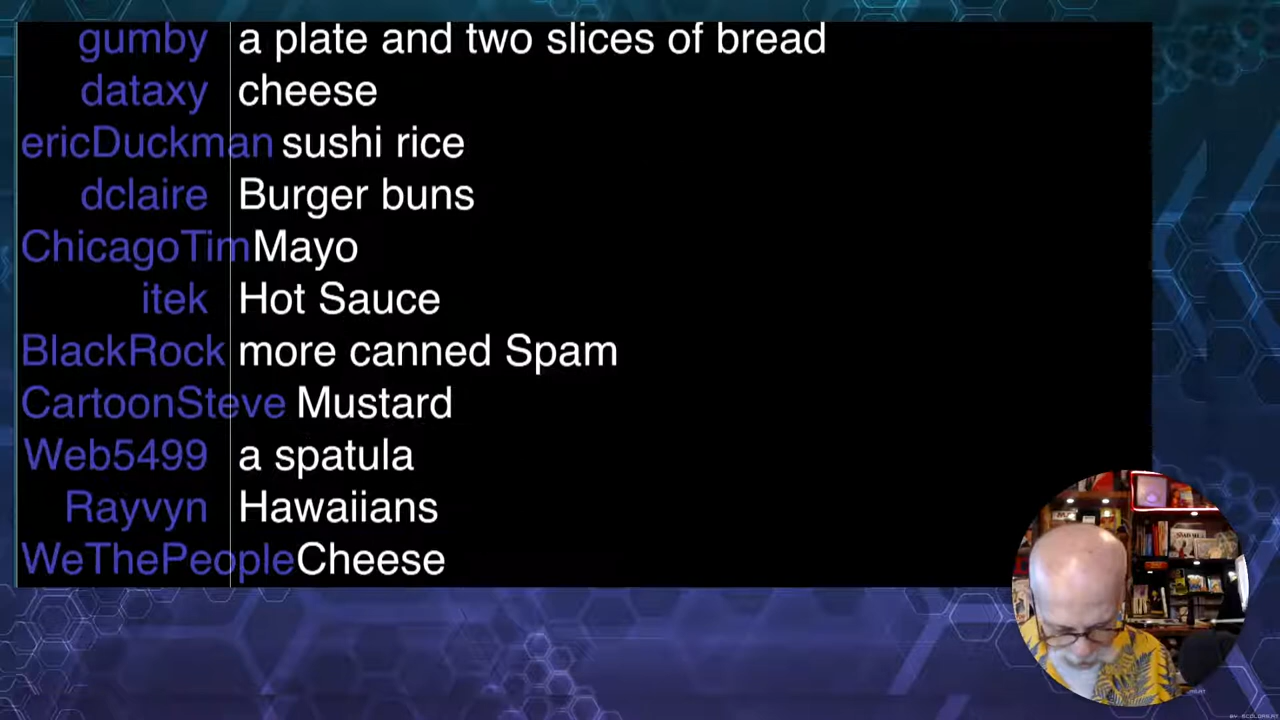 gumby a plate and two slices of bread
dataxy cheese
ericDuckman sushi rice
dclaire Burger buns
ChicagoTim Mayo
itek Hot Sauce
BlackRock more canned Spam
CartoonSteve Mustard
Web5499 a spatula
Rayvyn Hawaiians
WeThePeople Cheese